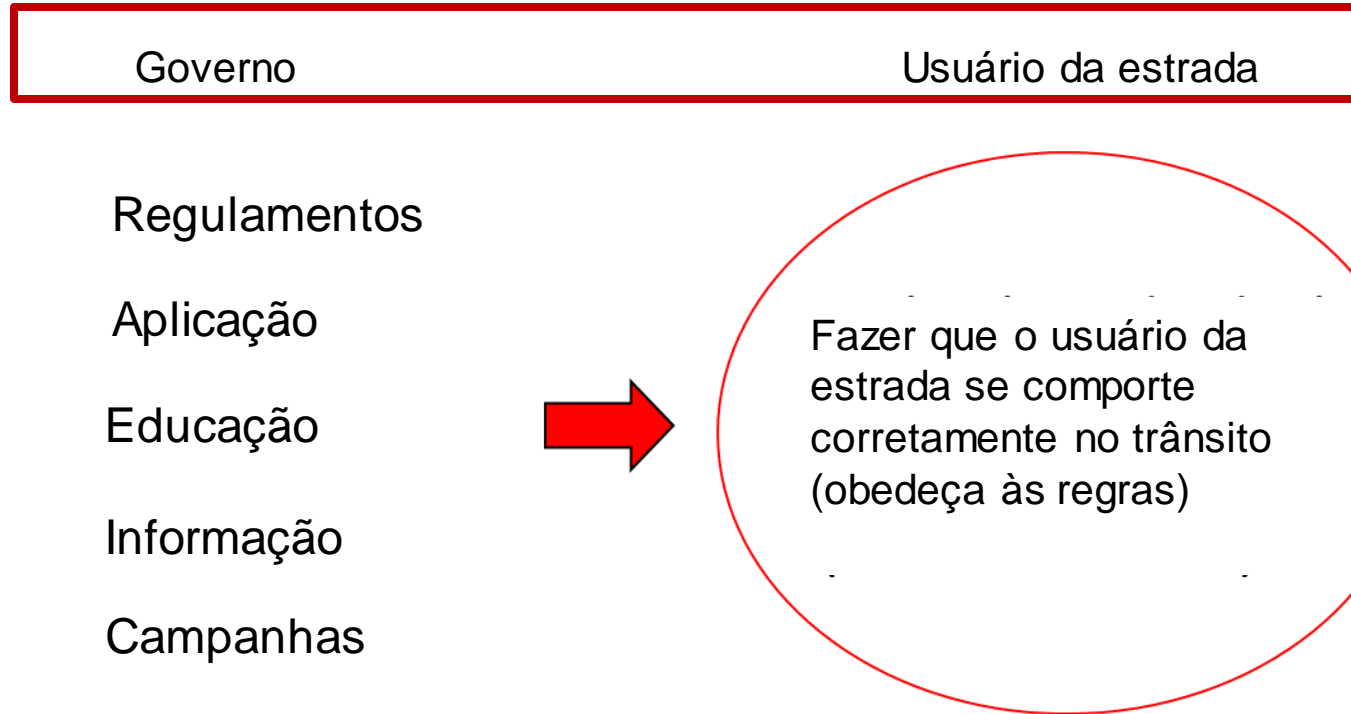 Governo
Usuário da estrada
Regulamentos
Aplicação
Educação
Informação
Campanhas
Fazer que o usuário da
estrada se comporte
corretamente no trânsito
(obedeça às regras)